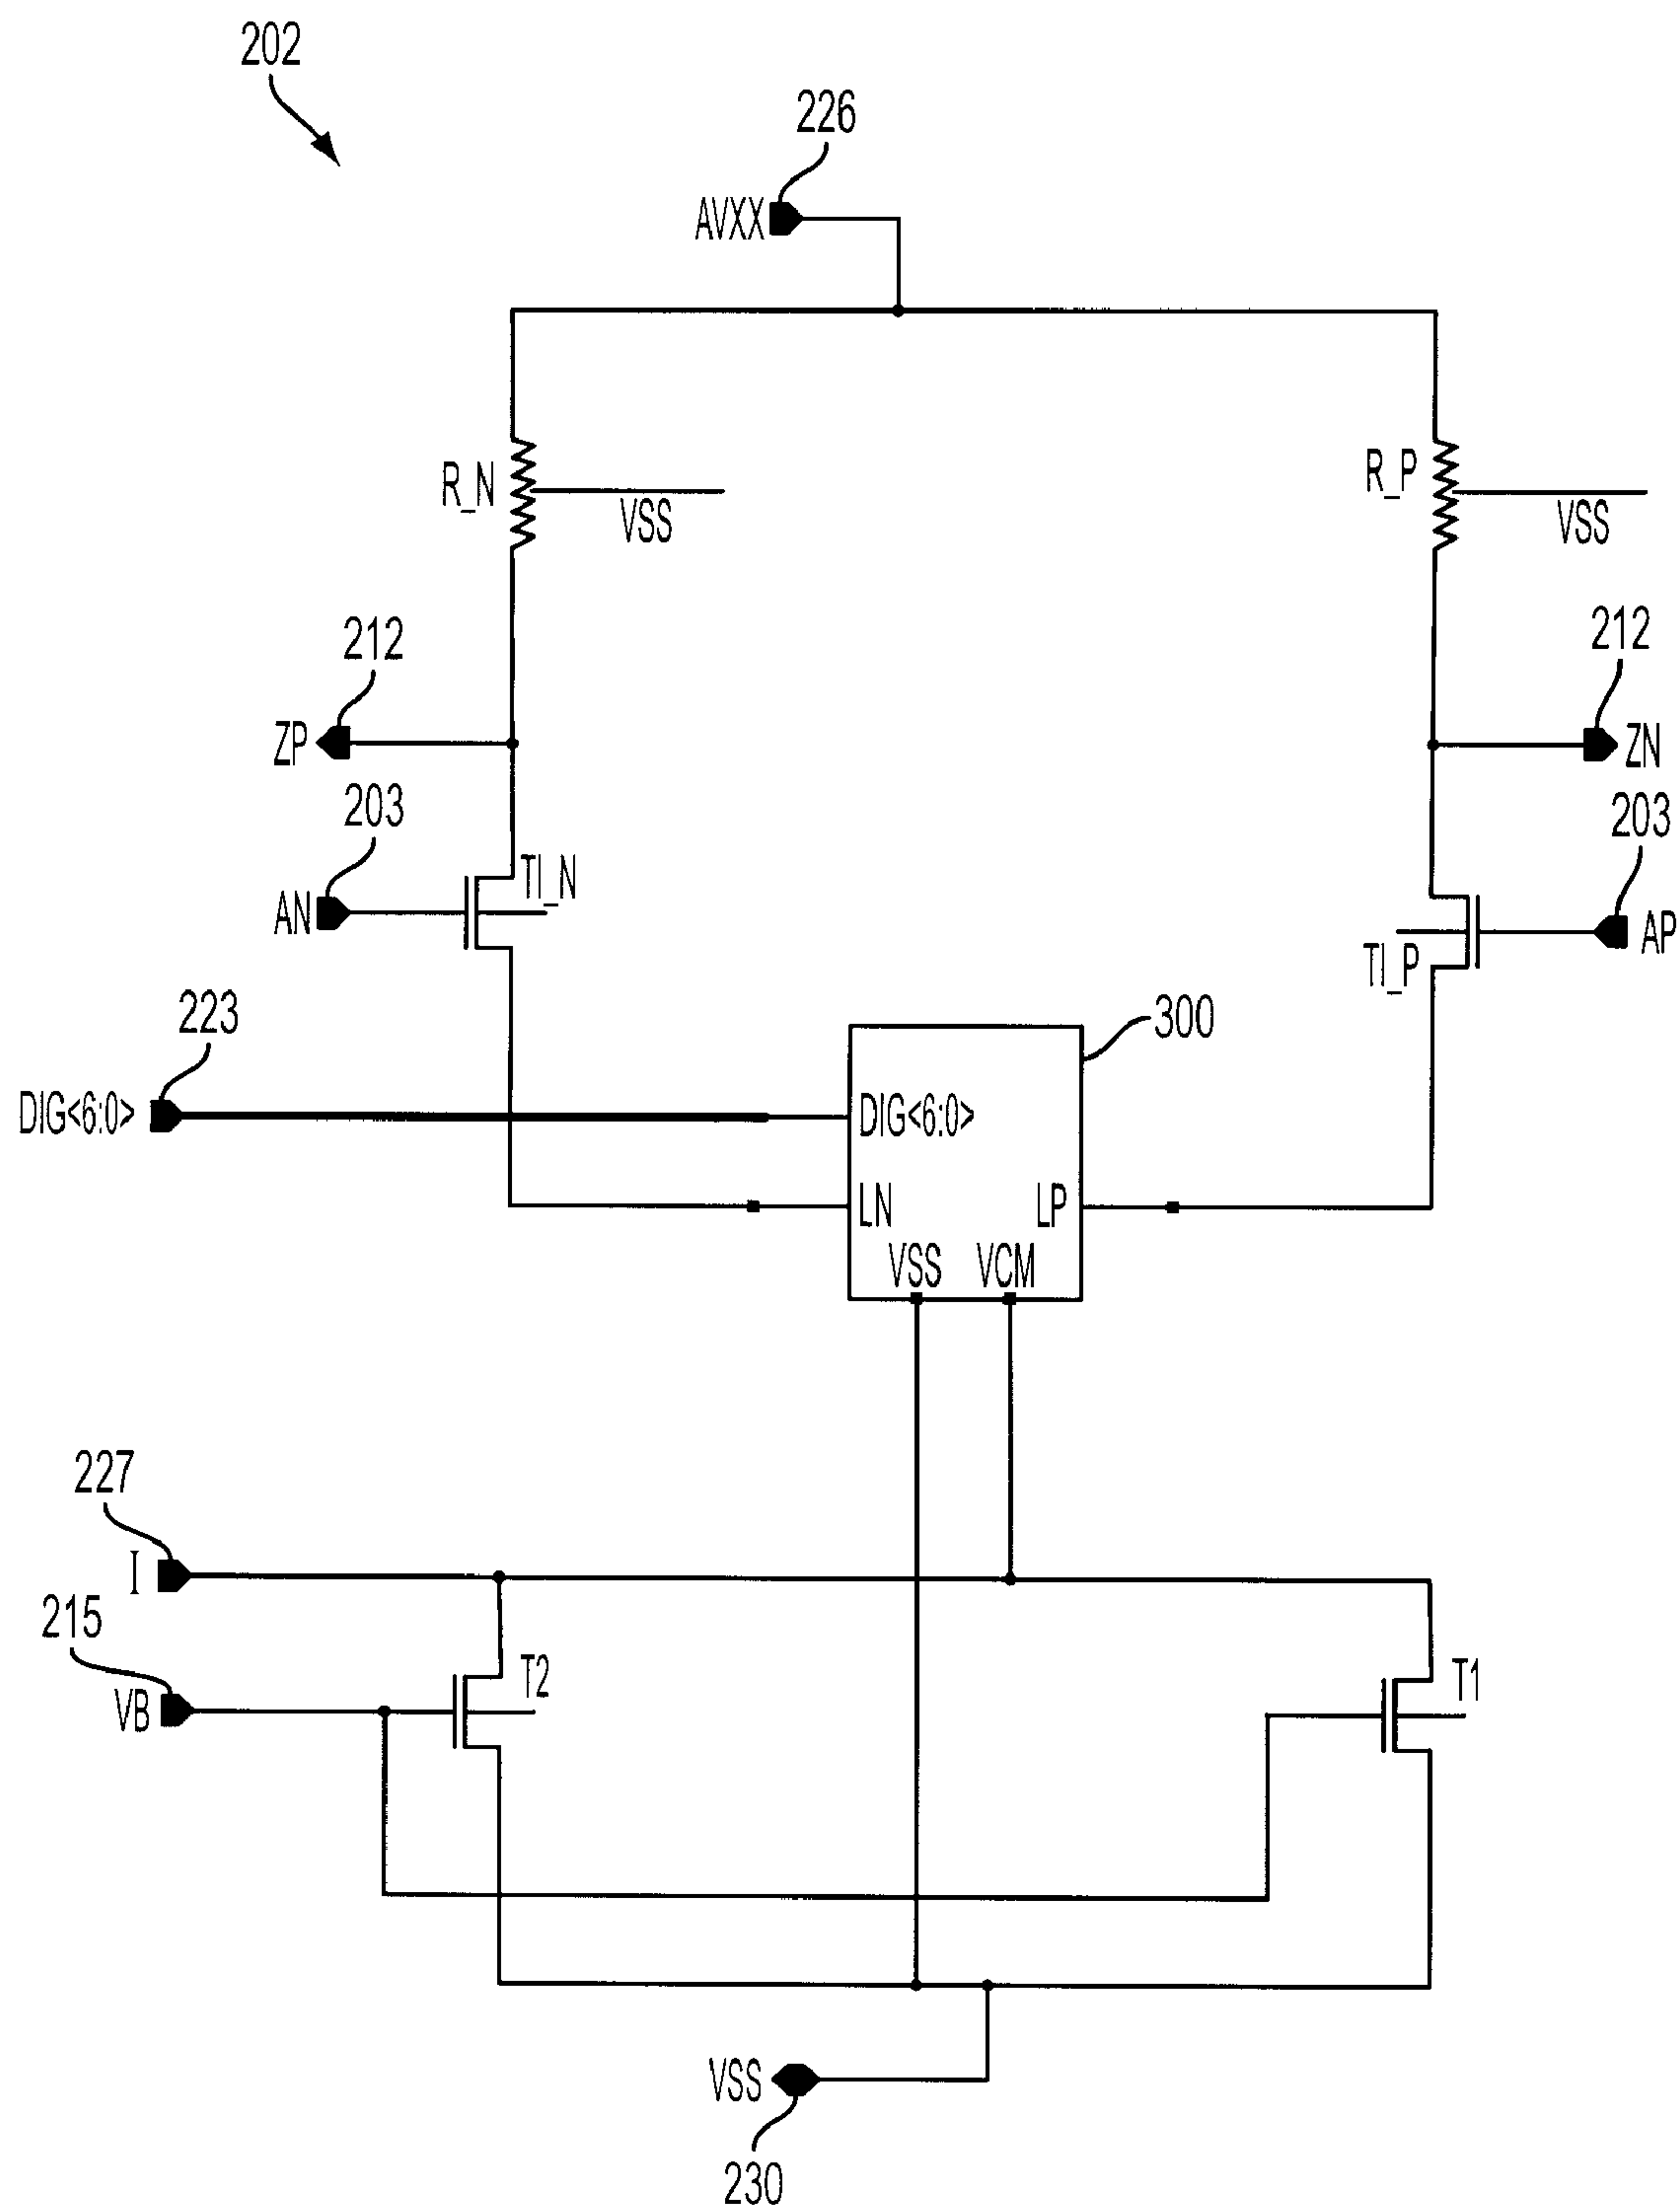 202
226
AVXX
R_N
VSS
R_P
VSS
212
ZP
212
ZN
203
AN
TI_N
203
AP
TI_P
223
DIG<6:0>
300
DIG<6:0>
LN
LP
VSS
VCM
227
I
215
VB
T2
T1
VSS
230